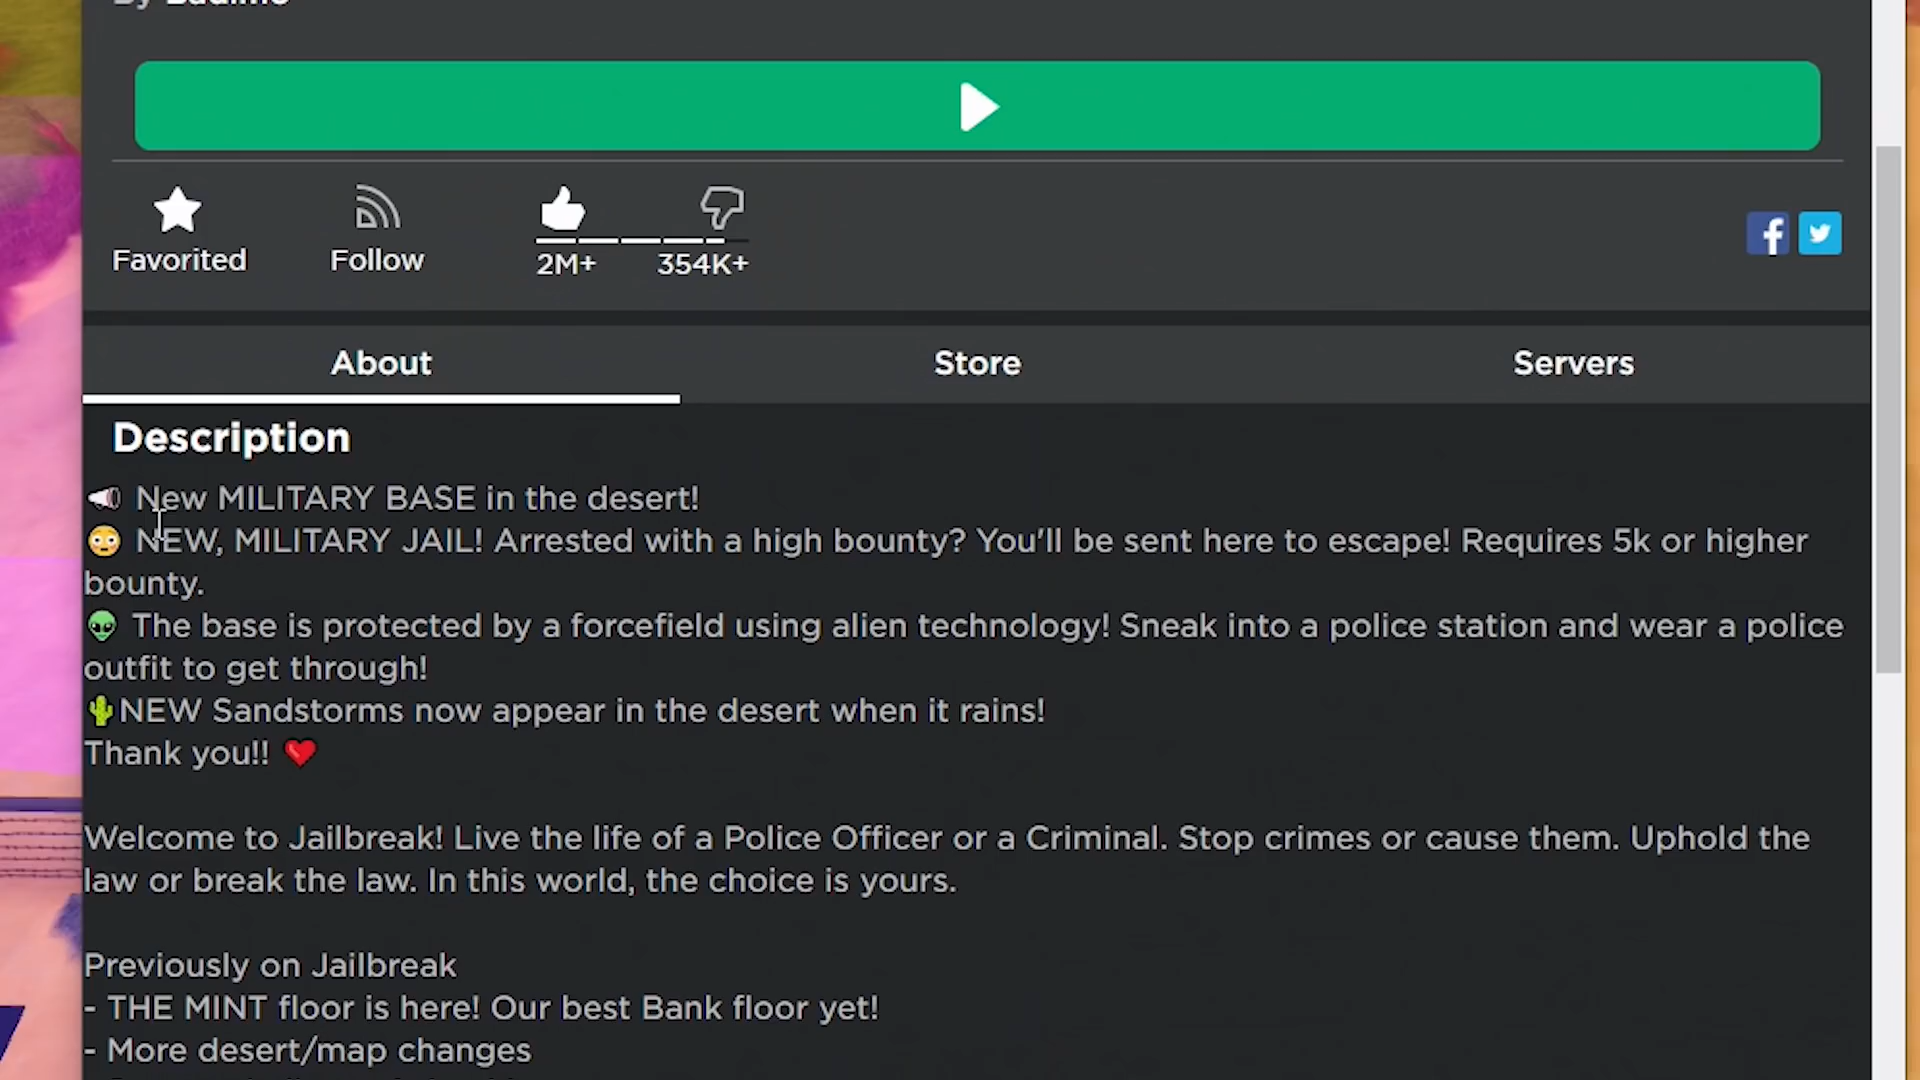 By Badimo
Favorited
Follow
2M+
354K+
About
Store
Servers
Description
📣 New MILITARY BASE in the desert!
😳 NEW, MILITARY JAIL! Arrested with a high bounty? You'll be sent here to escape! Requires 5k or higher
bounty.
👽 The base is protected by a forcefield using alien technology! Sneak into a police station and wear a police
outfit to get through!
🌵NEW Sandstorms now appear in the desert when it rains!
Thank you!! ❤️
Welcome to Jailbreak! Live the life of a Police Officer or a Criminal. Stop crimes or cause them. Uphold the
law or break the law. In this world, the choice is yours.
Previously on Jailbreak
- THE MINT floor is here! Our best Bank floor yet!
- More desert/map changes